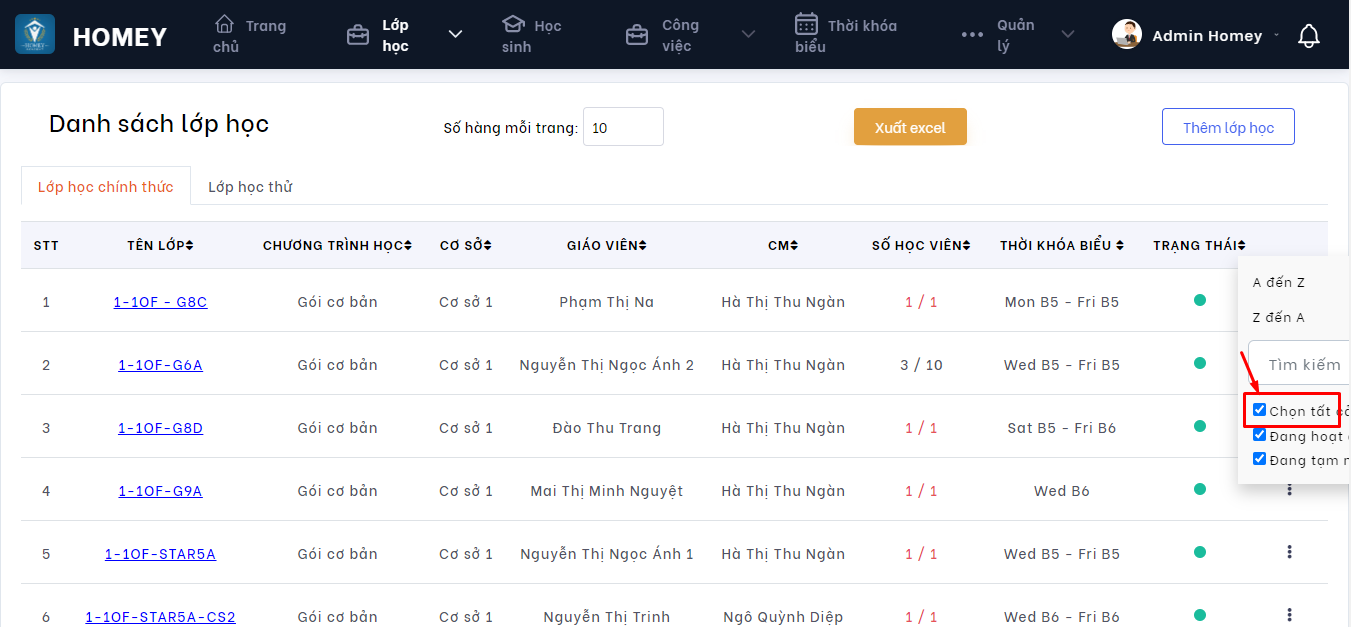 HOMEY
Trang chủ
Lớp học
Học sinh
Công việc
Thời khóa biểu
Quản lý
Admin Homey
Danh sách lớp học
Số hàng mỗi trang: 10
Xuất excel
Thêm lớp học
Lớp học chính thức
Lớp học thử
STT TÊN LỚP CHƯƠNG TRÌNH HỌC CƠ SỞ GIÁO VIÊN CM SỐ HỌC VIÊN THỜI KHÓA BIỂU TRẠNG THÁI
1 1-1OF - G8C Gói cơ bản Cơ sở 1 Phạm Thị Na Hà Thị Thu Ngàn 1 / 1 Mon B5 - Fri B5
2 1-1OF-G6A Gói cơ bản Cơ sở 1 Nguyễn Thị Ngọc Ánh 2 Hà Thị Thu Ngàn 3 / 10 Wed B5 - Fri B5
3 1-1OF-G8D Gói cơ bản Cơ sở 1 Đào Thu Trang Hà Thị Thu Ngàn 1 / 1 Sat B5 - Fri B6
4 1-1OF-G9A Gói cơ bản Cơ sở 1 Mai Thị Minh Nguyệt Hà Thị Thu Ngàn 1 / 1 Wed B6
5 1-1OF-STAR5A Gói cơ bản Cơ sở 1 Nguyễn Thị Ngọc Ánh 1 Hà Thị Thu Ngàn 1 / 1 Wed B5 - Fri B5
6 1-1OF-STAR5A-CS2 Gói cơ bản Cơ sở 1 Nguyễn Thị Trinh Ngô Quỳnh Diệp 1 / 1 Wed B6 - Fri B6
A đến Z
Z đến A
Tìm kiếm
Chọn tất cả
Đang hoạt
Đang tạm